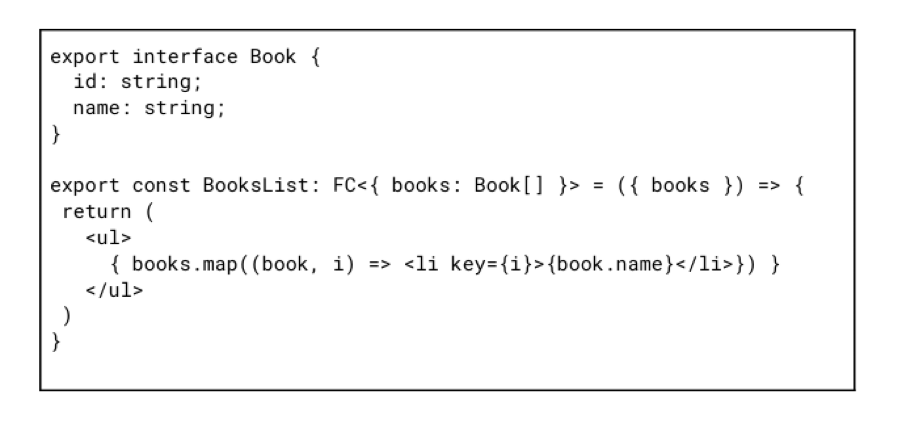 export interface Book {
  id: string;
  name: string;
}

export const BooksList: FC<{ books: Book[] }> = ({ books }) => {
 return (
   <ul>
     { books.map((book, i) => <li key={i}>{book.name}</li>}) }
   </ul>
 )
}